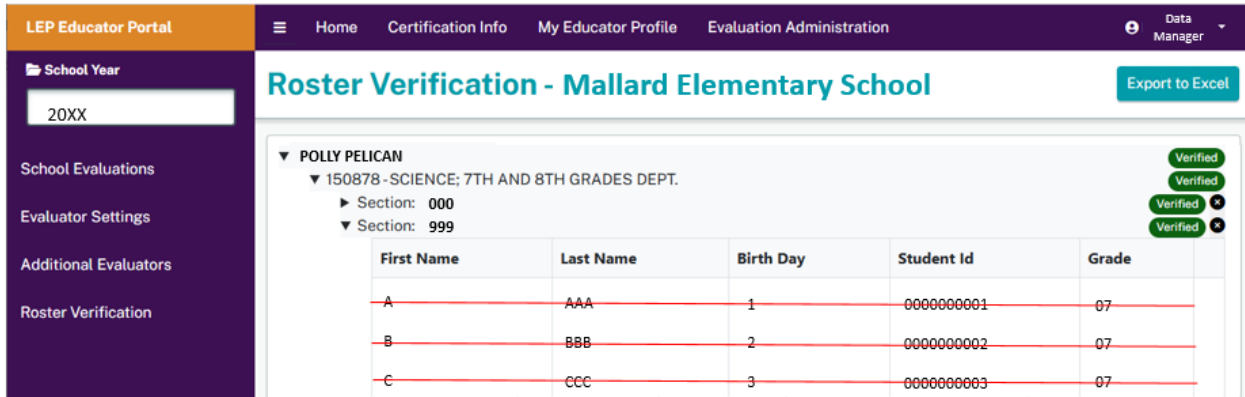 LEP Educator Portal
≡ Home Certification Info My Educator Profile Evaluation Administration Data Manager
School Year
20XX
School Evaluations
Evaluator Settings
Additional Evaluators
Roster Verification
Roster Verification - Mallard Elementary School Export to Excel
▼ POLLY PELICAN Verified
▼ 150878 - SCIENCE; 7TH AND 8TH GRADES DEPT. Verified
▶ Section: 000 Verified
▼ Section: 999 Verified
First Name Last Name Birth Day Student Id Grade
A AAA 1 0000000001 07
B BBB 2 0000000002 07
C CCC 3 0000000003 07